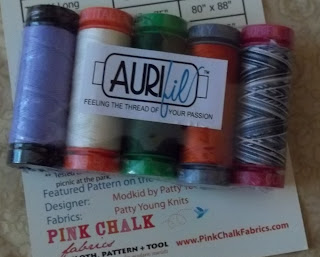 Long
80" x 88"
AURIfil™
FEELING THE THREAD OF YOUR PASSION
picnic at the park.
Featured Pattern on the
Designer: Modkid by Patty Yo
Fabrics: Patty Young Knits
PINK CHALK
fabrics
www.PinkChalkFabrics.com
CLOTH, PATTERN + TOOL